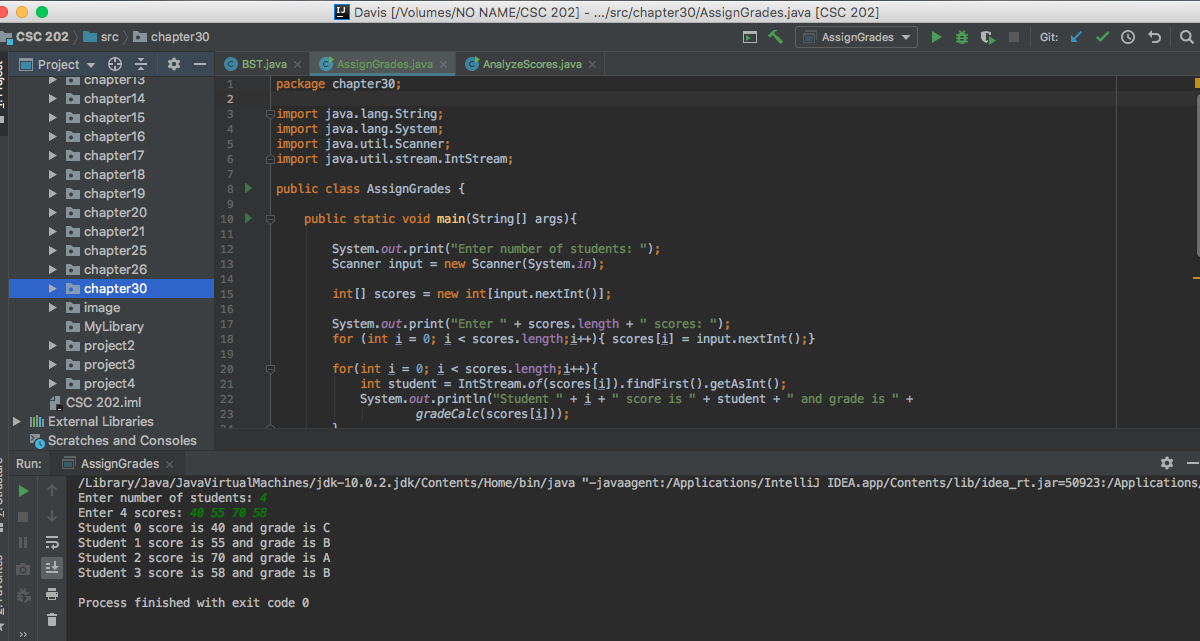 Davis [/Volumes/NO NAME/CSC 202] - .../src/chapter30/AssignGrades.java [CSC 202]
CSC 202 src chapter30 AssignGrades Git:
Project BST.java AssignGrades.java AnalyzeScores.java
chapter13
chapter14
chapter15
chapter16
chapter17
chapter18
chapter19
chapter20
chapter21
chapter25
chapter26
chapter30
image
MyLibrary
project2
project3
project4
CSC 202.iml
External Libraries
Scratches and Consoles
1 package chapter30;
2
3 import java.lang.String;
4 import java.lang.System;
5 import java.util.Scanner;
6 import java.util.stream.IntStream;
7
8 public class AssignGrades {
9
10 public static void main(String[] args){
11
12 System.out.print("Enter number of students: ");
13 Scanner input = new Scanner(System.in);
14
15 int[] scores = new int[input.nextInt()];
16
17 System.out.print("Enter " + scores.length + " scores: ");
18 for (int i = 0; i < scores.length;i++){ scores[i] = input.nextInt();}
19
20 for(int i = 0; i < scores.length;i++){
21 int student = IntStream.of(scores[i]).findFirst().getAsInt();
22 System.out.println("Student " + i + " score is " + student + " and grade is " +
23 gradeCalc(scores[i]));
24 }
Run: AssignGrades
/Library/Java/JavaVirtualMachines/jdk-10.0.2.jdk/Contents/Home/bin/java "-javaagent:/Applications/IntelliJ IDEA.app/Contents/lib/idea_rt.jar=50923:/Applications/
Enter number of students: 4
Enter 4 scores: 40 55 70 58
Student 0 score is 40 and grade is C
Student 1 score is 55 and grade is B
Student 2 score is 70 and grade is A
Student 3 score is 58 and grade is B
Process finished with exit code 0